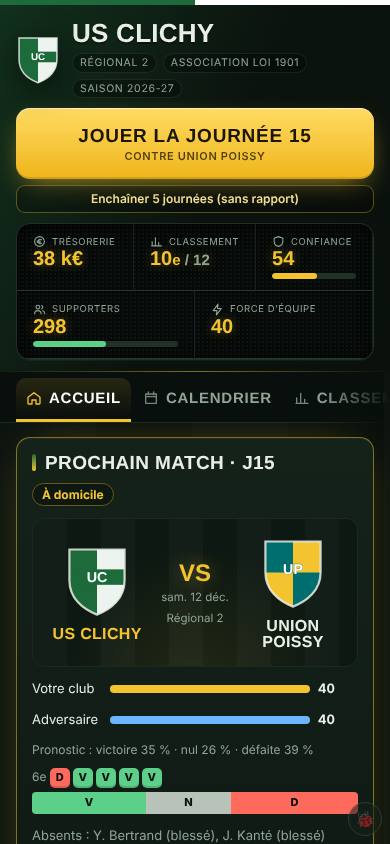 US CLICHY
UC
RÉGIONAL 2
ASSOCIATION LOI 1901
SAISON 2026-27
JOUER LA JOURNÉE 15
CONTRE UNION POISSY
Enchaîner 5 journées (sans rapport)
TRÉSORERIE
38 k€
CLASSEMENT
10e / 12
CONFIANCE
54
SUPPORTERS
298
FORCE D'ÉQUIPE
40
ACCUEIL
CALENDRIER
CLASSE
PROCHAIN MATCH · J15
À domicile
UC
US CLICHY
VS
sam. 12 déc.
Régional 2
UP
UNION
POISSY
Votre club 40
Adversaire 40
Pronostic : victoire 35 % · nul 26 % · défaite 39 %
6e D V V V V
V N D
Absents : Y. Bertrand (blessé), J. Kanté (blessé)